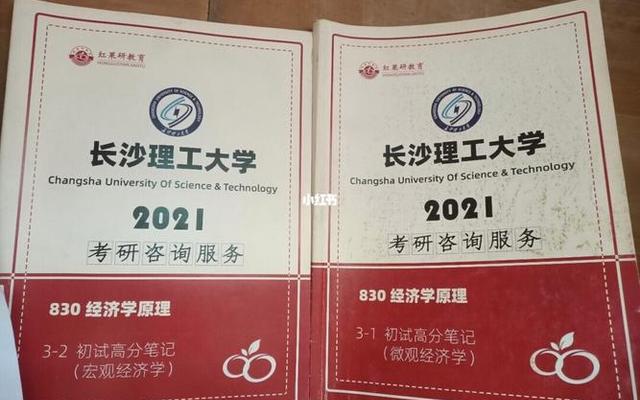 红果研教育
HONGGUOYANJIAOYU
长沙理工大学
Changsha University Of Science & Technology
2021
考研咨询服务
830 经济学原理
3-2 初试高分笔记
（宏观经济学）
小红书
红果研教育
HONGGUOYANJIAOYU
长沙理工大学
Changsha University Of Science & Technology
2021
考研咨询服务
830 经济学原理
3-1 初试高分笔记
（微观经济学）